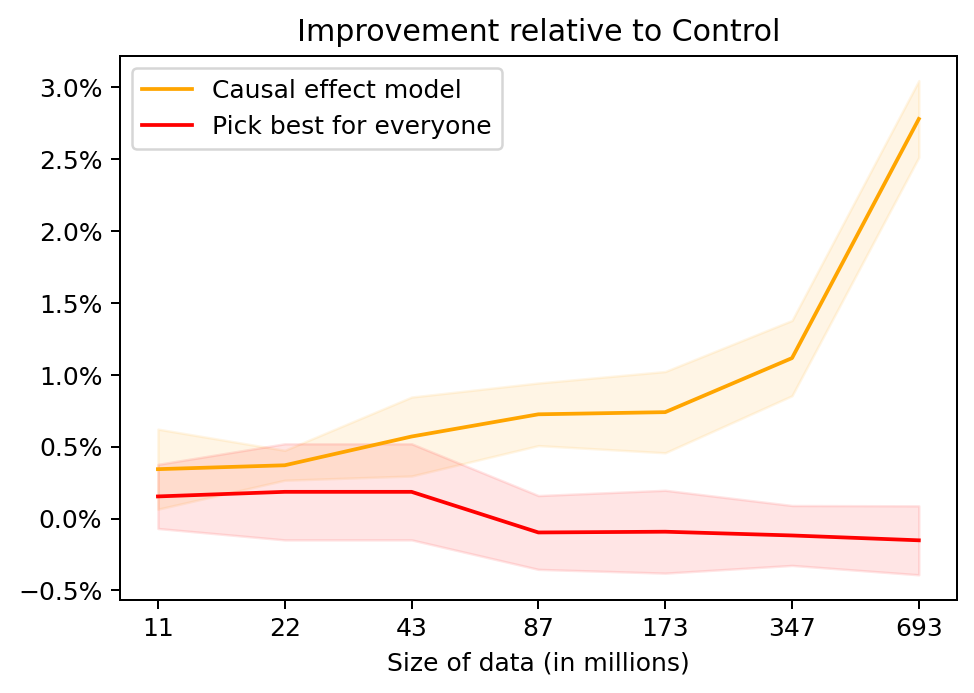 Improvement relative to Control
Causal effect model
Pick best for everyone
3.0%
2.5%
2.0%
1.5%
1.0%
0.5%
0.0%
−0.5%
11 22 43 87 173 347 693
Size of data (in millions)